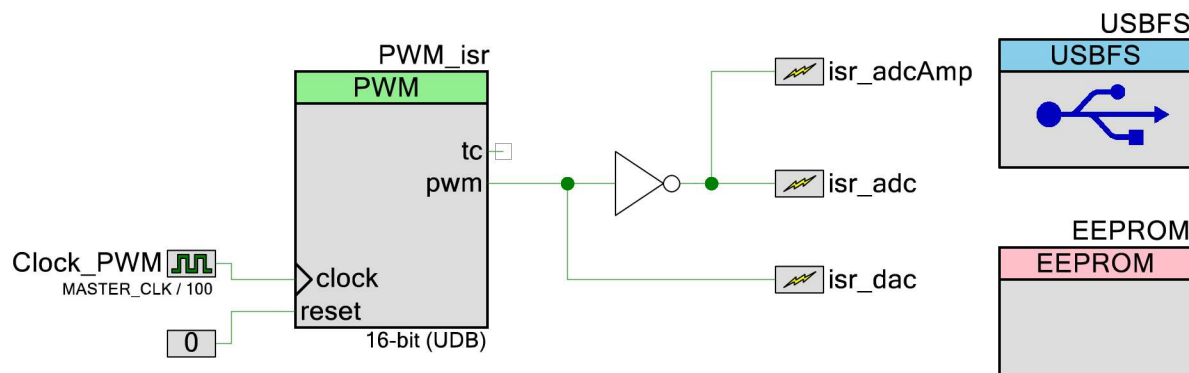 PWM_isr
PWM
tc
pwm
Clock_PWM
MASTER_CLK / 100
clock
reset
0
16-bit (UDB)
isr_adcAmp
isr_adc
isr_dac
USBFS
USBFS
EEPROM
EEPROM